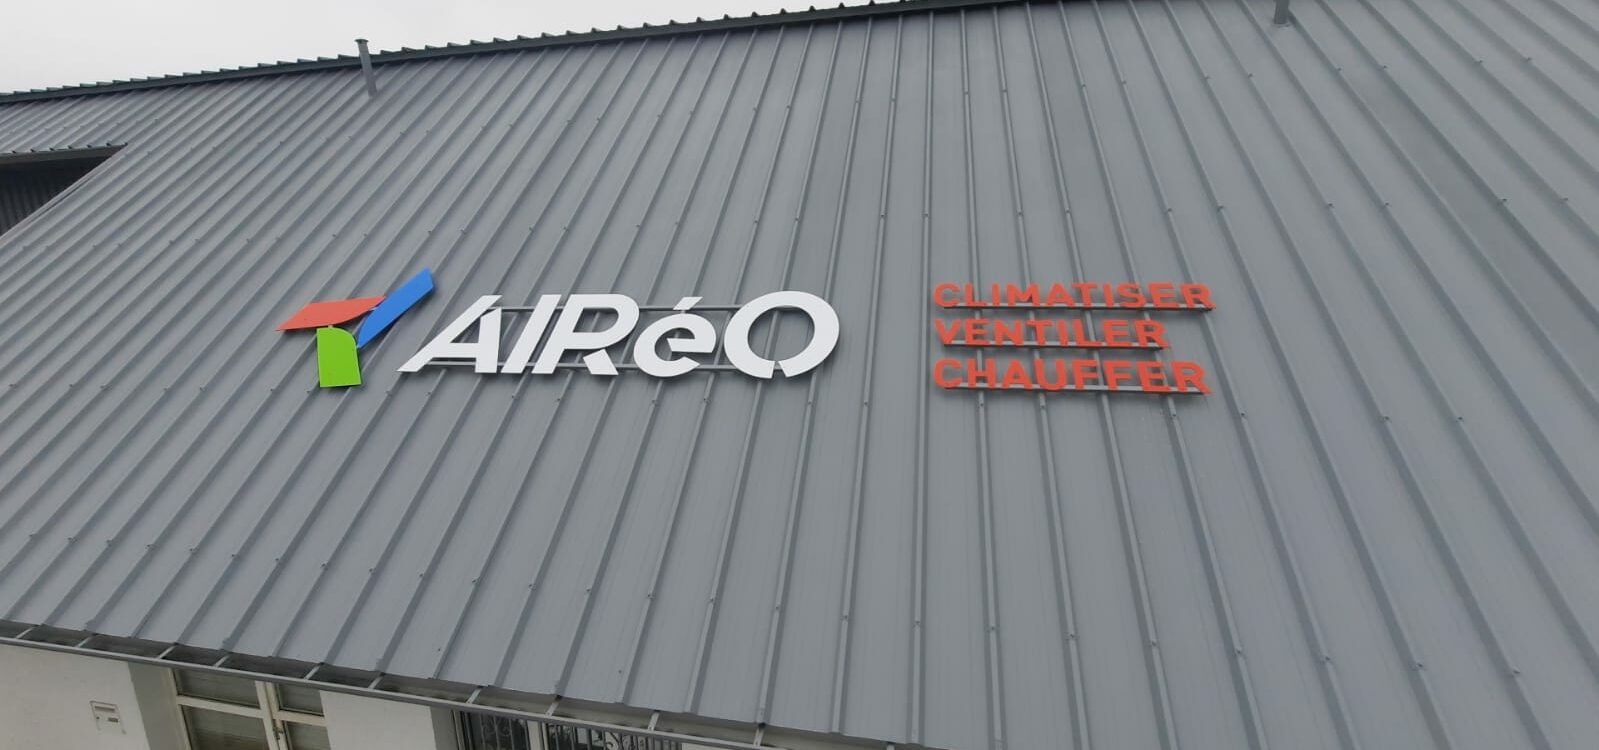 AIRéO
CLIMATISER
VENTILER
CHAUFFER